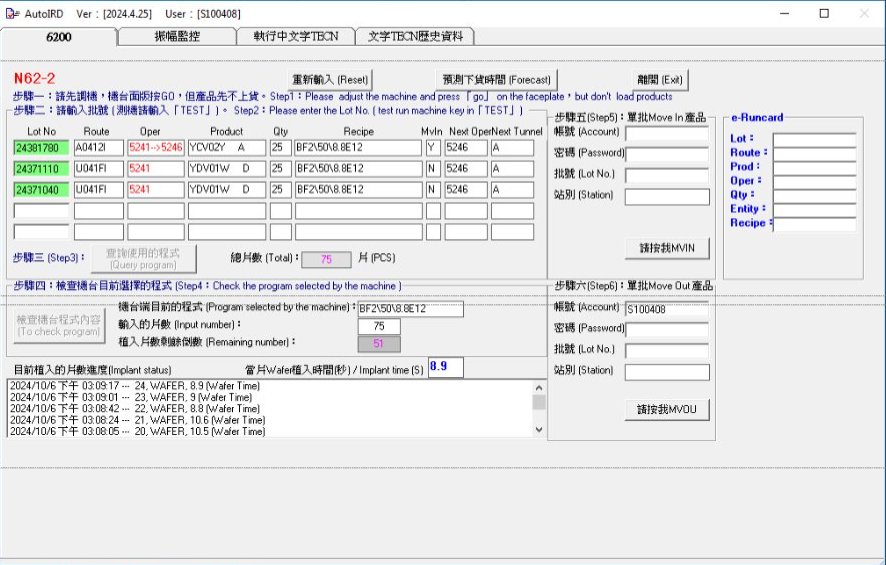 AutoIRD Ver : [2024.4.25] User : [S100408]
6200 振幅監控 執行中文字TBCN 文字TBCN歷史資料
N62-2 重新輸入 (Reset) 預測下貨時間 (Forecast) 離開 (Exit)
步驟一：請先調機，機台面版按GO，但產品先不上貨。Step1：Please adjust the machine and press「go」on the faceplate，but don't load products
步驟二：請輸入批號 ( 測機請輸入「TEST」)。 Step2：Please enter the Lot No. ( test run machine key in「TEST」)
Lot No Route Oper Product Qty Recipe MvIn Next Oper Next Tunnel
24381780 A0412I 5241-->5246 YCV02Y A 25 BF2\50\8.8E12 Y 5246 A
24371110 U041FI 5241 YDV01W D 25 BF2\50\8.8E12 N 5246 A
24371040 U041FI 5241 YDV01W D 25 BF2\50\8.8E12 N 5246 A
步驟三 (Step3)： 查詢使用的程式 (Query program) 總片數 (Total)： 75 片 (PCS)
步驟四：檢查機台目前選擇的程式 (Step4：Check the program selected by the machine )
檢查機台程式內容
(To check program)
機台端目前的程式 (Program selected by the machine)： BF2\50\8.8E12
輸入的片數 (Input number)： 75
植入片數剩餘倒數 (Remaining number)： 51
目前植入的片數進度(Implant status) 當片Wafer植入時間(秒) / Implant time (S) 8.9
2024/10/6 下午 03:09:17 --- 24, WAFER, 8.9 (Wafer Time)
2024/10/6 下午 03:09:01 --- 23, WAFER, 9 (Wafer Time)
2024/10/6 下午 03:08:42 --- 22, WAFER, 8.8 (Wafer Time)
2024/10/6 下午 03:08:24 --- 21, WAFER, 10.6 (Wafer Time)
2024/10/6 下午 03:08:05 --- 20, WAFER, 10.5 (Wafer Time)
步驟五(Step5)：單批Move In 產品
帳號 (Account)
密碼 (Password)
批號 (Lot No.)
站別 (Station)
請按我MVIN
步驟六(Step6)：單批Move Out 產品
帳號 (Account) S100408
密碼 (Password)
批號 (Lot No.)
站別 (Station)
請按我MVOU
e-Runcard
Lot：
Route：
Prod：
Oper：
Qty：
Entity：
Recipe：